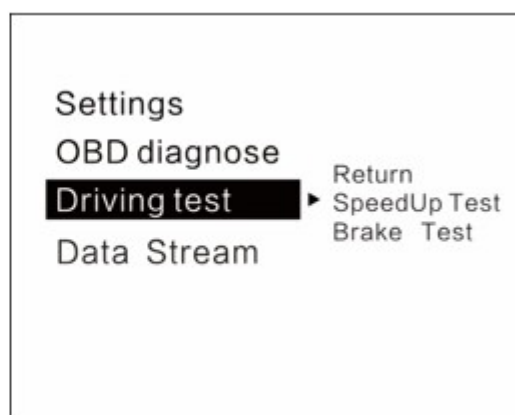 Settings
OBD diagnose
Driving test
Data Stream
Return
SpeedUp Test
Brake Test